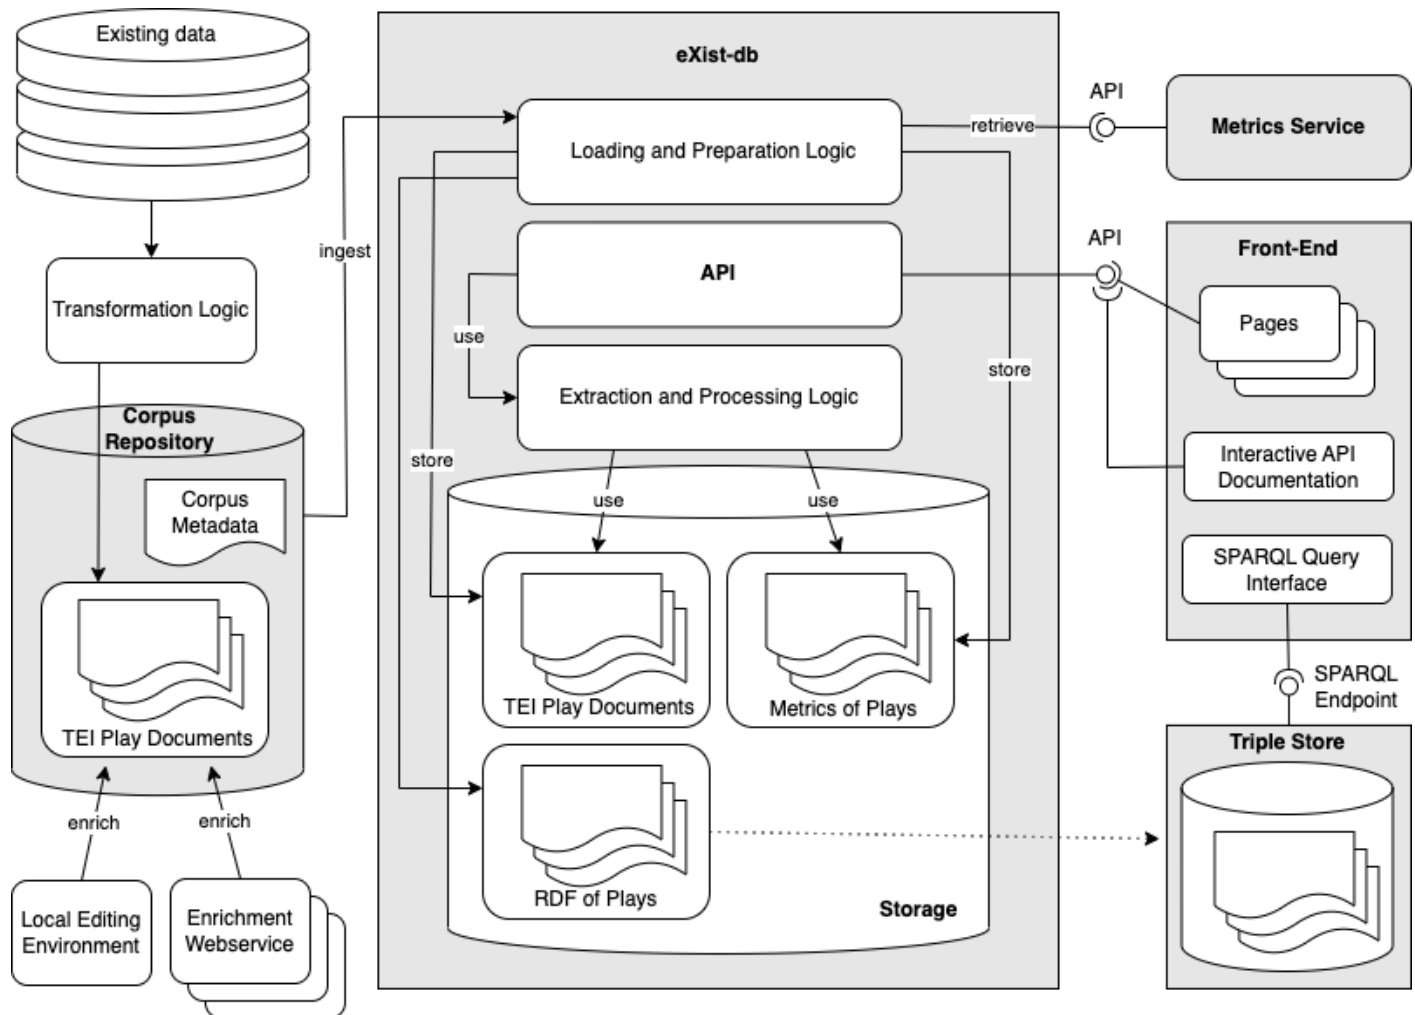 Existing data
Transformation Logic
Corpus
Repository
Corpus
Metadata
TEI Play Documents
enrich
enrich
Local Editing
Environment
Enrichment
Webservice
ingest
eXist-db
Loading and Preparation Logic
retrieve
API
use
Extraction and Processing Logic
store
store
use
use
TEI Play Documents
Metrics of Plays
RDF of Plays
Storage
API
Metrics Service
API
Front-End
Pages
Interactive API
Documentation
SPARQL Query
Interface
SPARQL
Endpoint
Triple Store